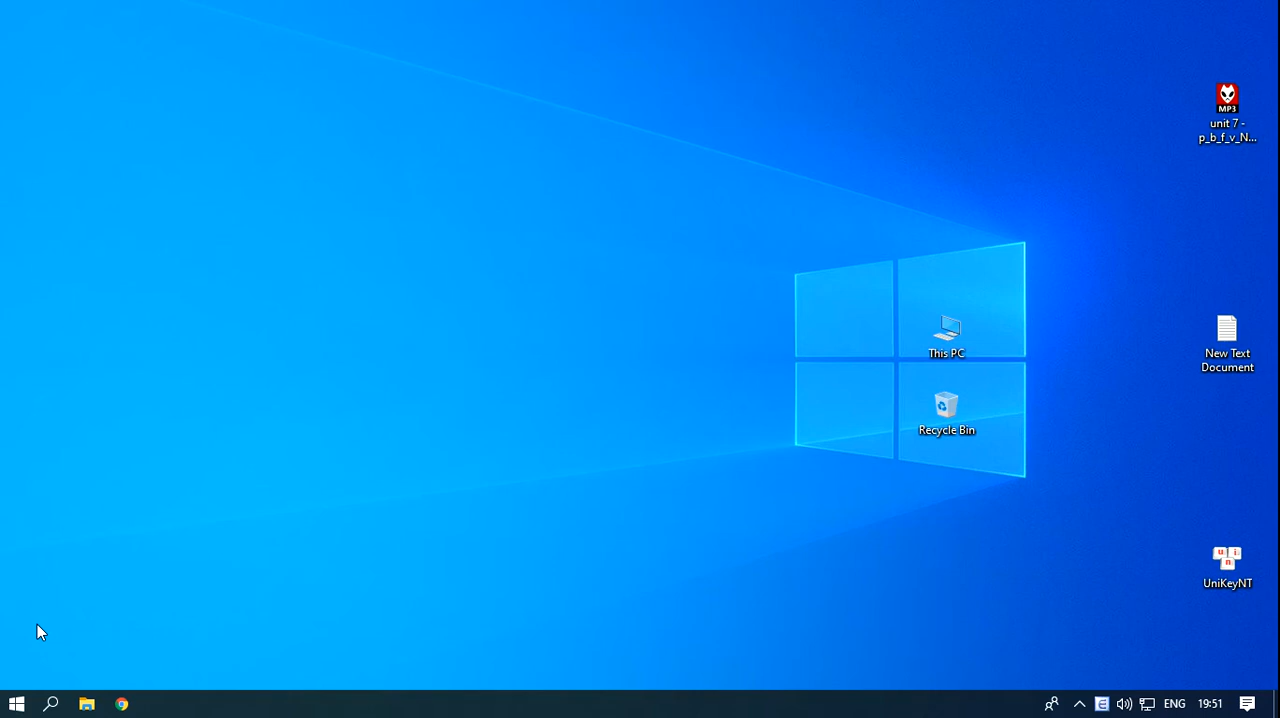 MP3
unit 7 -
p_b_f_v_N...
This PC
New Text
Document
Recycle Bin
u i
n
UniKeyNT
ENG
19:51